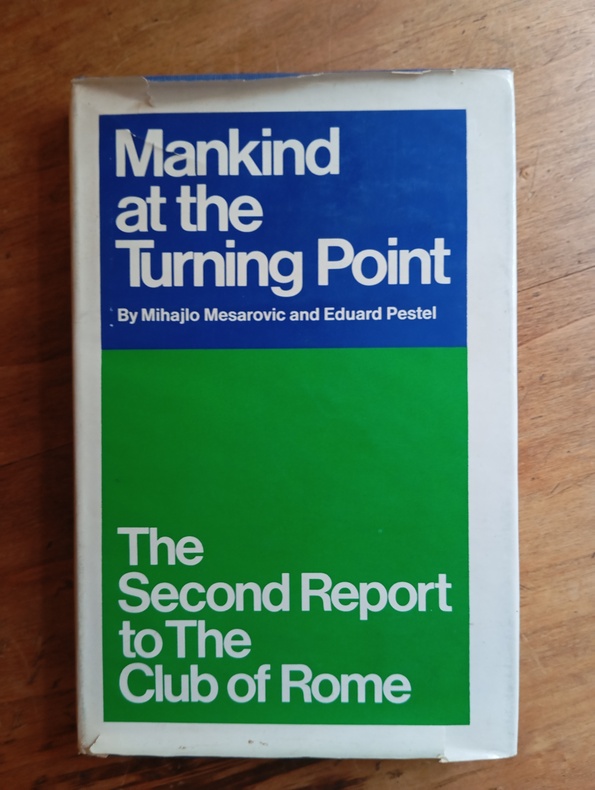 Mankind
at the
Turning Point
By Mihajlo Mesarovic and Eduard Pestel
The
Second Report
to The
Club of Rome